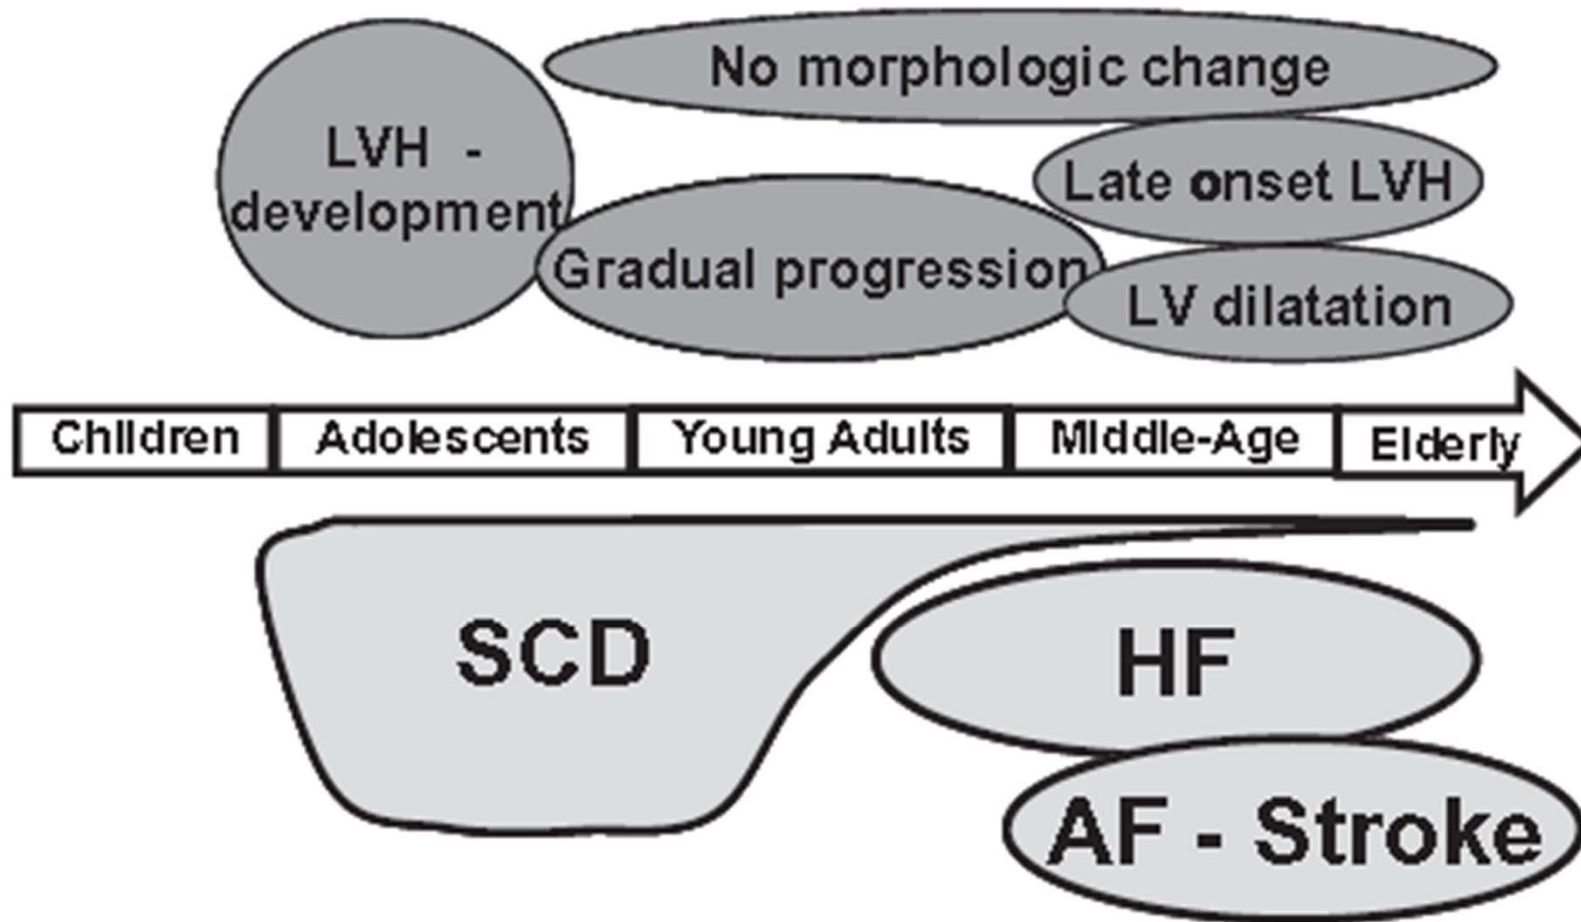 No morphologic change
LVH -
development
Late onset LVH
Gradual progression
LV dilatation
Children
Adolescents
Young Adults
Middle-Age
Elderly
SCD
HF
AF - Stroke